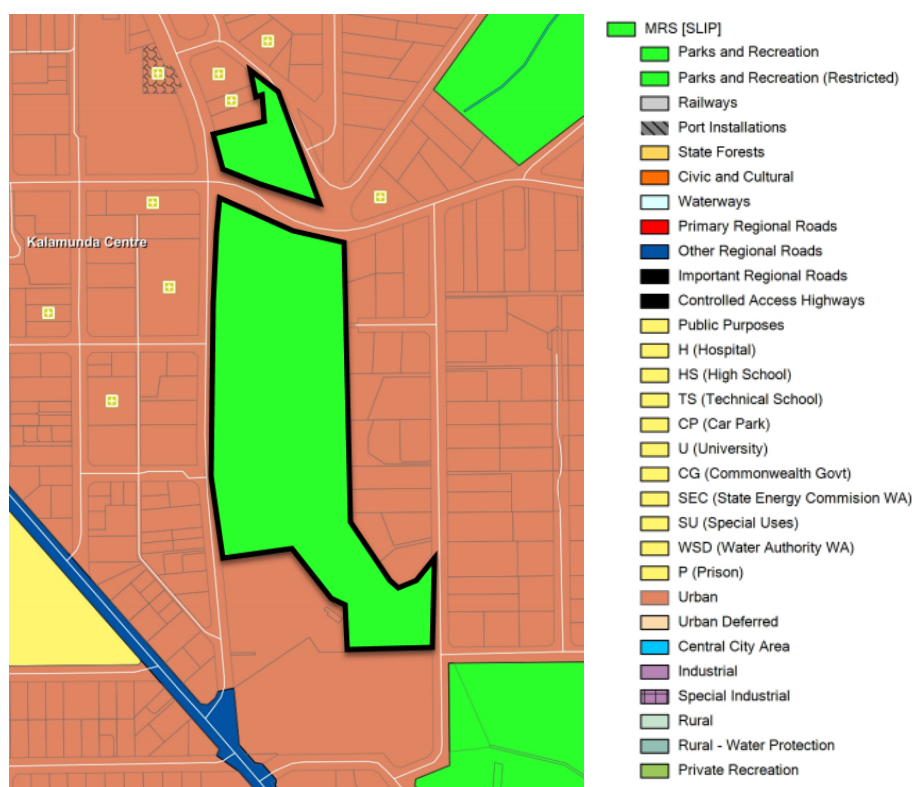 Kalamunda Centre
MRS [SLIP]
Parks and Recreation
Parks and Recreation (Restricted)
Railways
Port Installations
State Forests
Civic and Cultural
Waterways
Primary Regional Roads
Other Regional Roads
Important Regional Roads
Controlled Access Highways
Public Purposes
H (Hospital)
HS (High School)
TS (Technical School)
CP (Car Park)
U (University)
CG (Commonwealth Govt)
SEC (State Energy Commision WA)
SU (Special Uses)
WSD (Water Authority WA)
P (Prison)
Urban
Urban Deferred
Central City Area
Industrial
Special Industrial
Rural
Rural - Water Protection
Private Recreation